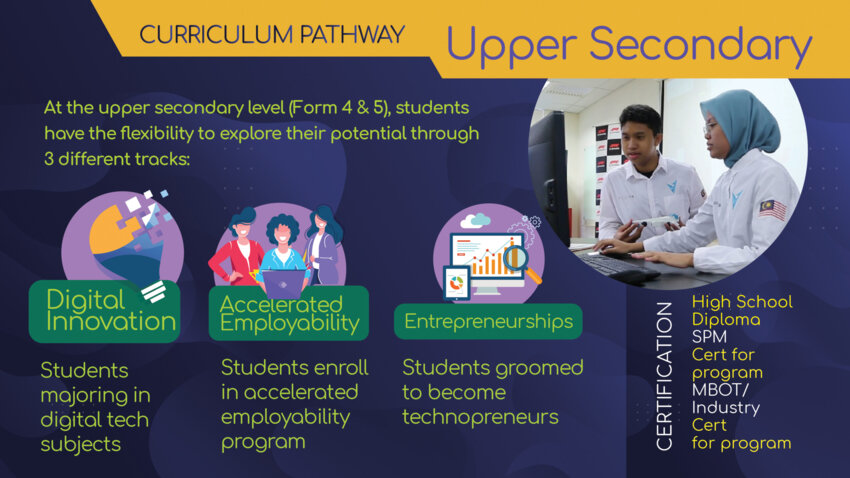 CURRICULUM PATHWAY
Upper Secondary
At the upper secondary level (Form 4 & 5), students
have the flexibility to explore their potential through
3 different tracks:
Digital
Innovation
Accelerated
Employability
Entrepreneurships
Students
majoring in
digital tech
subjects
Students enroll
in accelerated
employability
program
Students groomed
to become
technopreneurs
CERTIFICATION
High School
Diploma
SPM
Cert for
program
MBOT/
Industry
Cert
for program